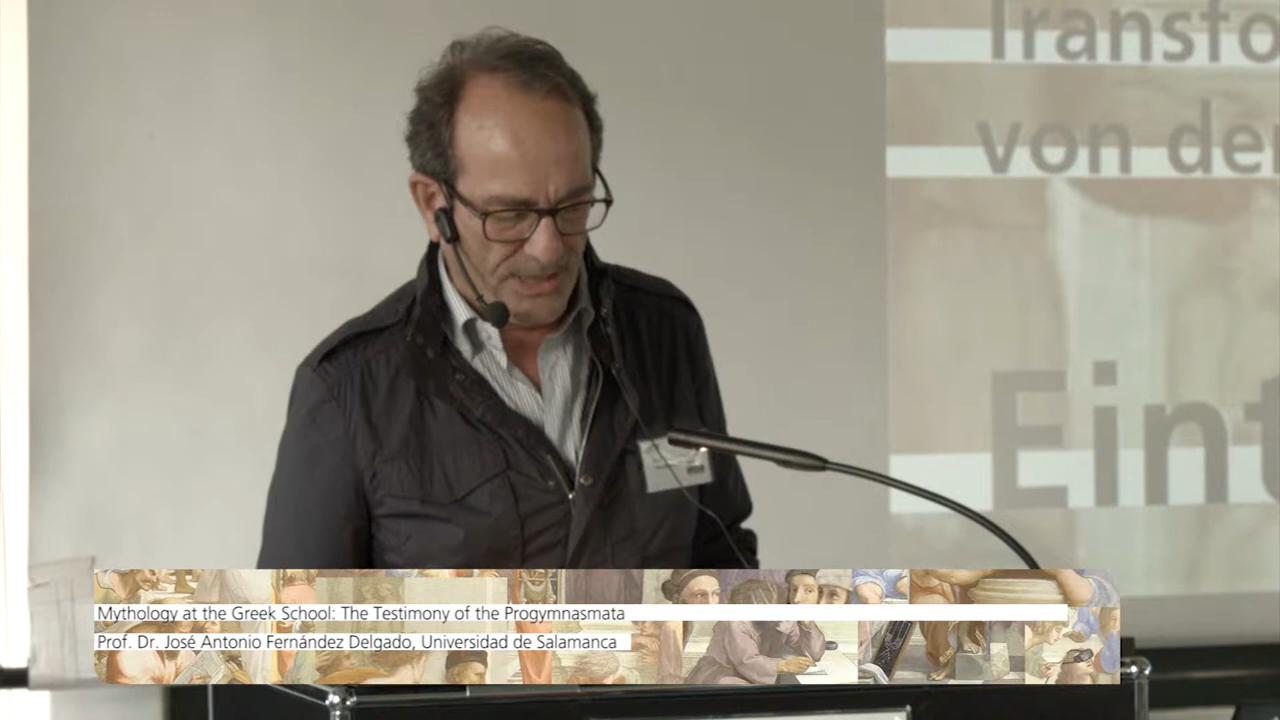 Transfo
von de
Eint
Mythology at the Greek School: The Testimony of the Progymnasmata
Prof. Dr. José Antonio Fernández Delgado, Universidad de Salamanca